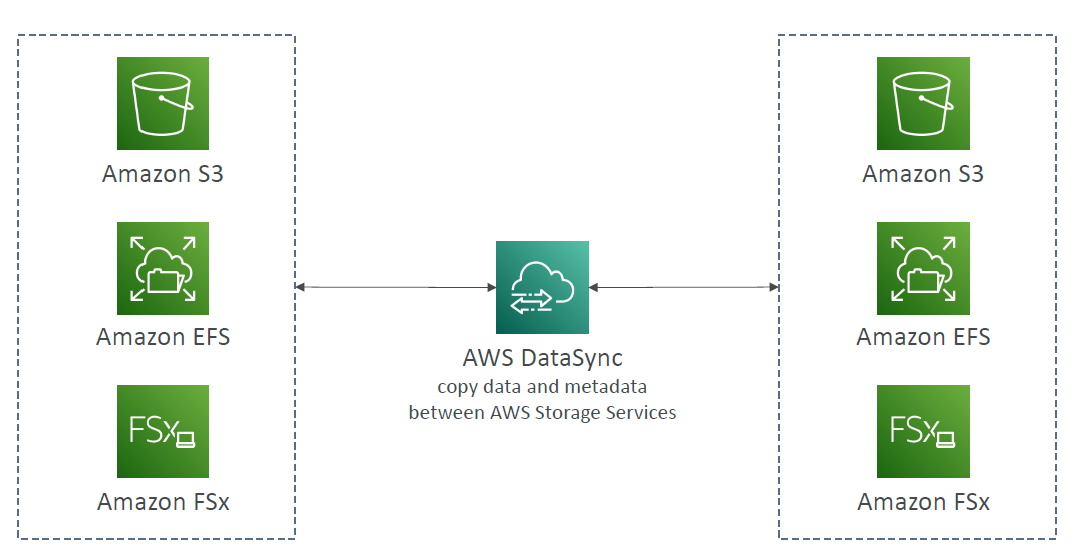 Amazon S3
Amazon EFS
FSx
Amazon FSx
AWS DataSync
copy data and metadata
between AWS Storage Services
Amazon S3
Amazon EFS
FSx
Amazon FSx